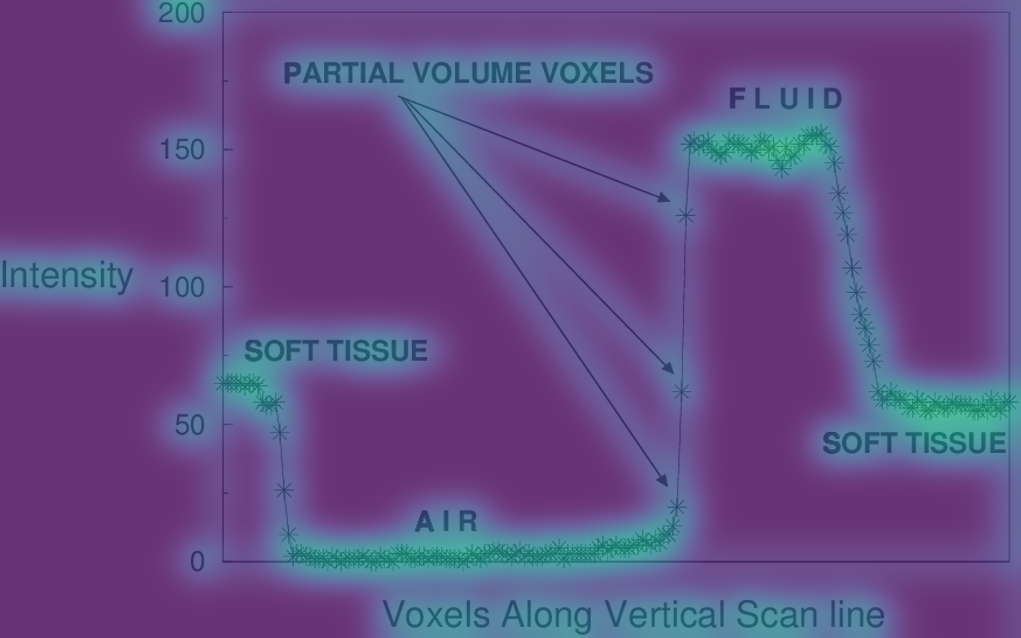 200
PARTIAL VOLUME VOXELS
FLUID
150
Intensity
100
SOFT TISSUE
50
SOFT TISSUE
AIR
0
Voxels Along Vertical Scan line